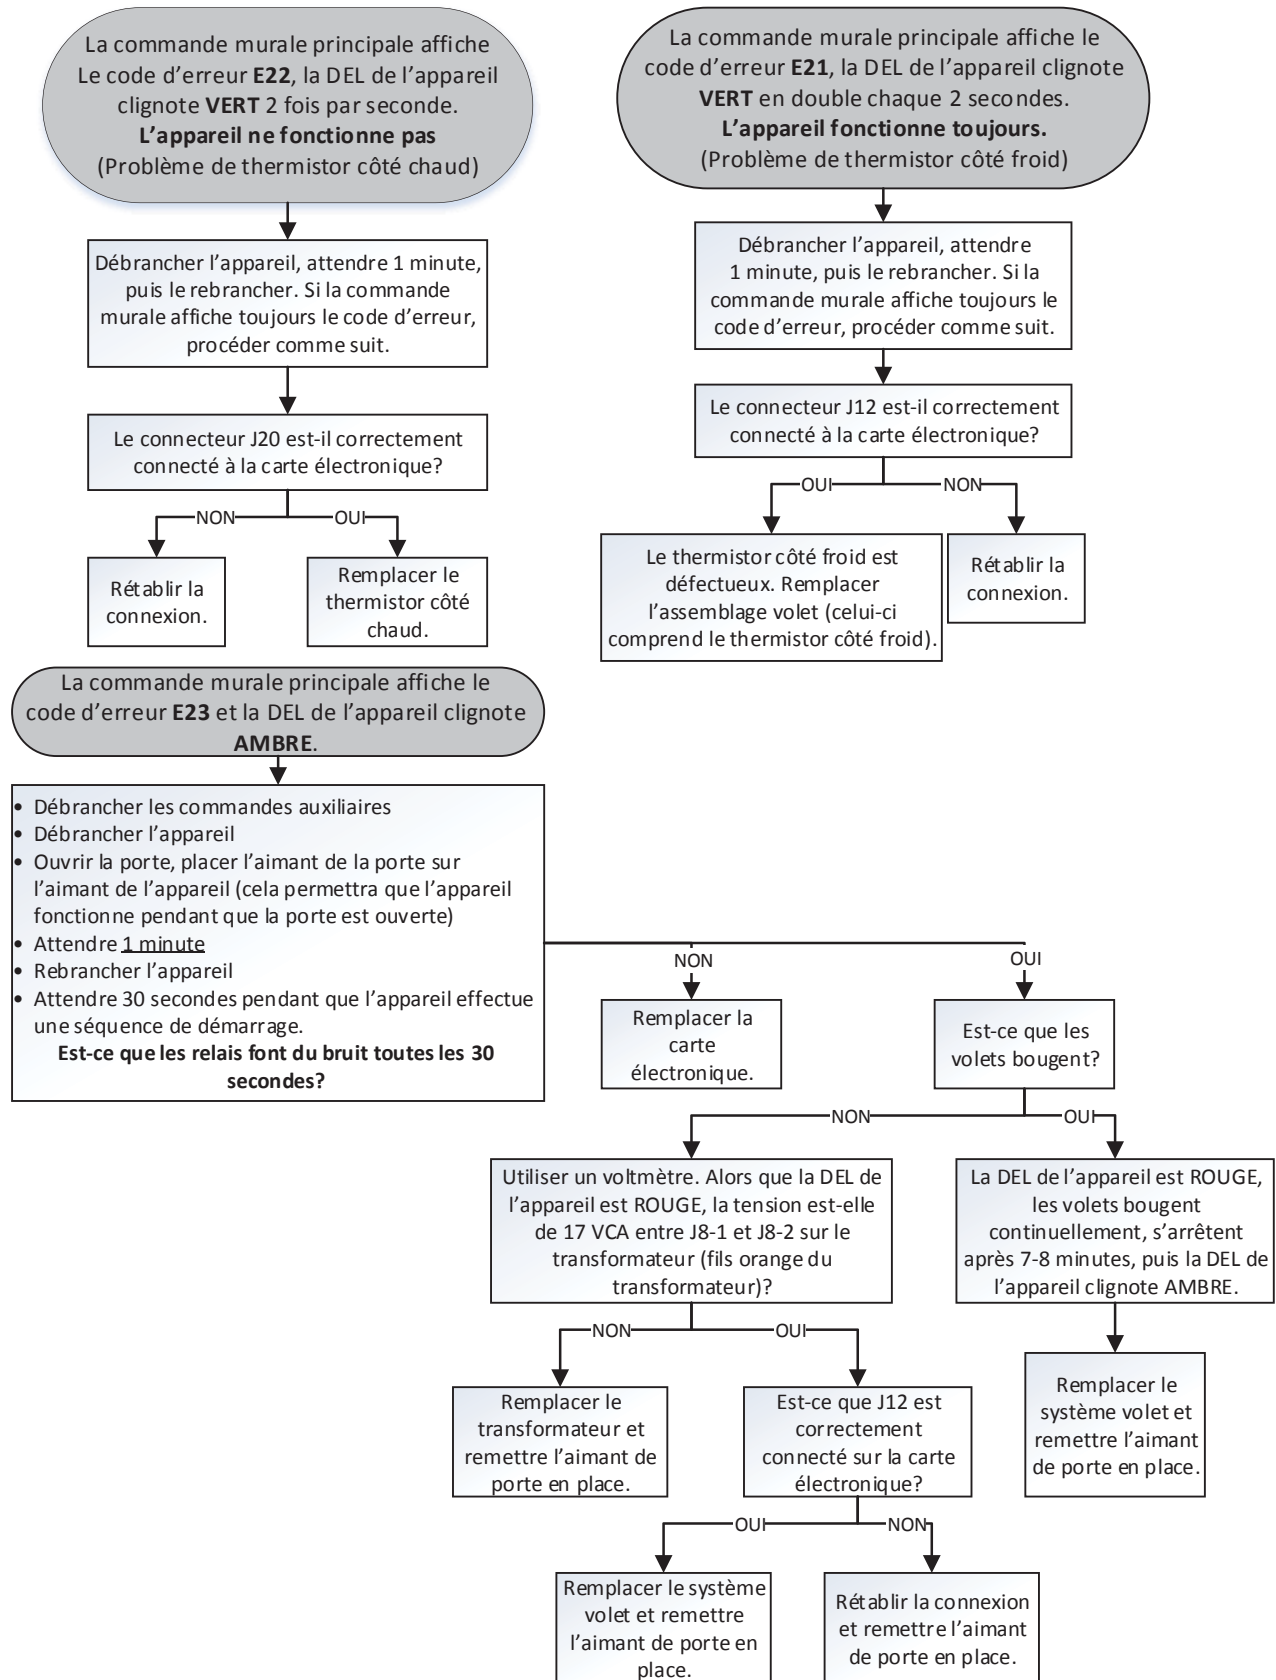 La commande murale principale affiche
Le code d'erreur E22, la DEL de l'appareil
clignote VERT 2 fois par seconde.
L'appareil ne fonctionne pas
(Problème de thermistor côté chaud)
Débrancher l'appareil, attendre 1 minute,
puis le rebrancher. Si la commande
murale affiche toujours le code d'erreur,
procéder comme suit.
Le connecteur J20 est-il correctement
connecté à la carte électronique?
NON
OUI
Rétablir la
connexion.
Remplacer le
thermistor côté
chaud.
La commande murale principale affiche le
code d'erreur E21, la DEL de l'appareil clignote
VERT en double chaque 2 secondes.
L'appareil fonctionne toujours.
(Problème de thermistor côté froid)
Débrancher l'appareil, attendre
1 minute, puis le rebrancher. Si la
commande murale affiche toujours le
code d'erreur, procéder comme suit.
Le connecteur J12 est-il correctement
connecté à la carte électronique?
OUI
NON
Le thermistor côté froid est
défectueux. Remplacer
l'assemblage volet (celui-ci
comprend le thermistor côté froid).
Rétablir la
connexion.
La commande murale principale affiche le
code d'erreur E23 et la DEL de l'appareil clignote
AMBRE.
• Débrancher les commandes auxiliaires
• Débrancher l'appareil
• Ouvrir la porte, placer l'aimant de la porte sur
l'aimant de l'appareil (cela permettra que l'appareil
fonctionne pendant que la porte est ouverte)
• Attendre 1 minute
• Rebrancher l'appareil
• Attendre 30 secondes pendant que l'appareil effectue
une séquence de démarrage.
Est-ce que les relais font du bruit toutes les 30
secondes?
NON
OUI
Remplacer la
carte
électronique.
Est-ce que les
volets bougent?
NON
OUI
Utiliser un voltmètre. Alors que la DEL de
l'appareil est ROUGE, la tension est-elle
de 17 VCA entre J8-1 et J8-2 sur le
transformateur (fils orange du
transformateur)?
La DEL de l'appareil est ROUGE,
les volets bougent
continuellement, s'arrêtent
après 7-8 minutes, puis la DEL de
l'appareil clignote AMBRE.
NON
OUI
Remplacer le
transformateur et
remettre l'aimant de
porte en place.
Est-ce que J12 est
correctement
connecté sur la carte
électronique?
Remplacer le
système volet et
remettre l'aimant
de porte en place.
OUI
NON
Remplacer le système
volet et remettre
l'aimant de porte en
place.
Rétablir la connexion
et remettre l'aimant
de porte en place.